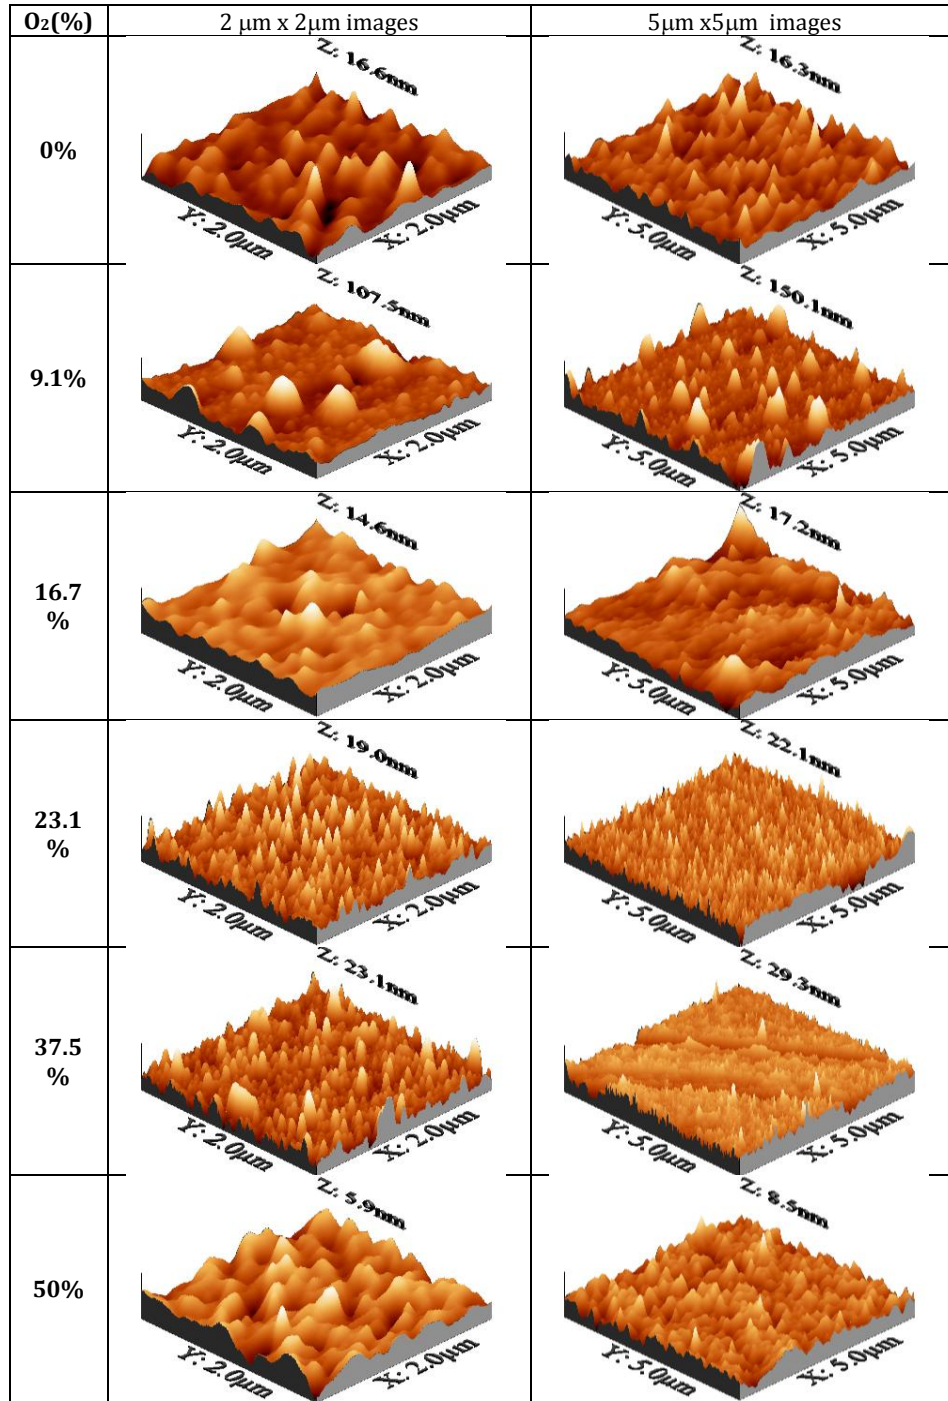 O₂(%) 2 μm x 2μm images 5μm x5μm images
0%
Z: 16.6nm
Y: 2.0μm
X: 2.0μm
Z: 16.3nm
Y: 5.0μm
X: 5.0μm
9.1%
Z: 107.5nm
Y: 2.0μm
X: 2.0μm
Z: 150.1nm
Y: 5.0μm
X: 5.0μm
16.7
%
Z: 14.6nm
Y: 2.0μm
X: 2.0μm
Z: 17.2nm
Y: 5.0μm
X: 5.0μm
23.1
%
Z: 19.0nm
Y: 2.0μm
X: 2.0μm
Z: 22.1nm
Y: 5.0μm
X: 5.0μm
37.5
%
Z: 23.1nm
Y: 2.0μm
X: 2.0μm
Z: 29.3nm
Y: 5.0μm
X: 5.0μm
50%
Z: 5.9nm
Y: 2.0μm
X: 2.0μm
Z: 8.5nm
Y: 5.0μm
X: 5.0μm